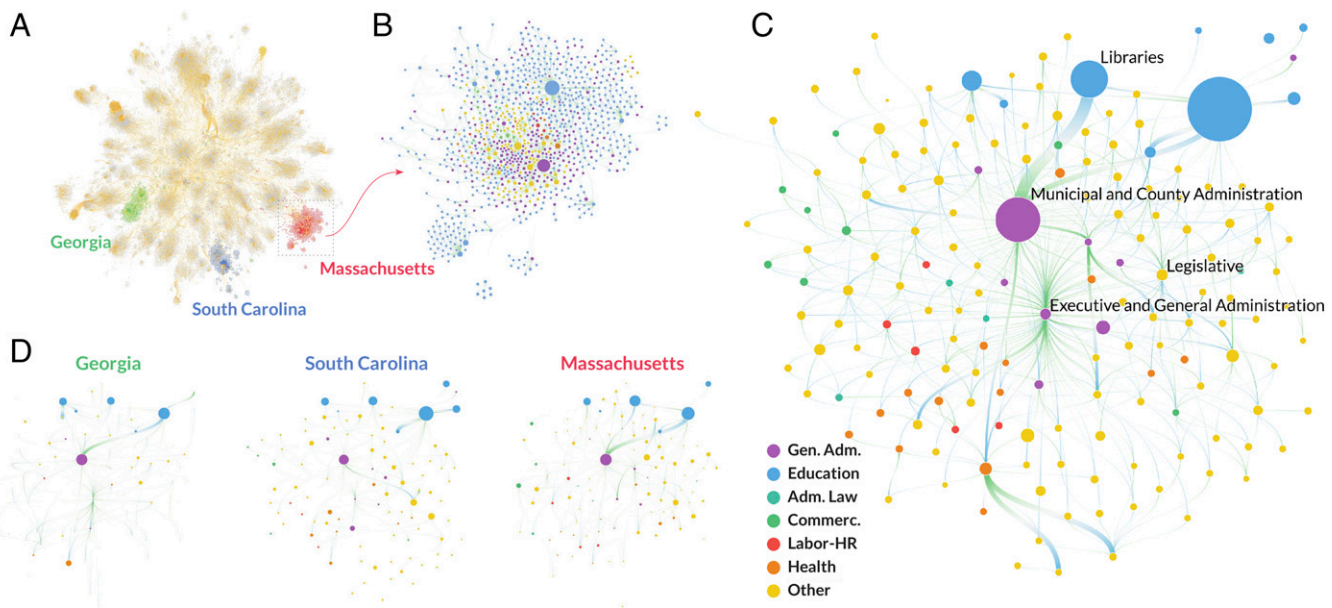 A
B
C
Libraries
Municipal and County Administration
Georgia
Massachusetts
South Carolina
Legislative
Executive and General Administration
D
Georgia
South Carolina
Massachusetts
Gen. Adm.
Education
Adm. Law
Commerc.
Labor-HR
Health
Other